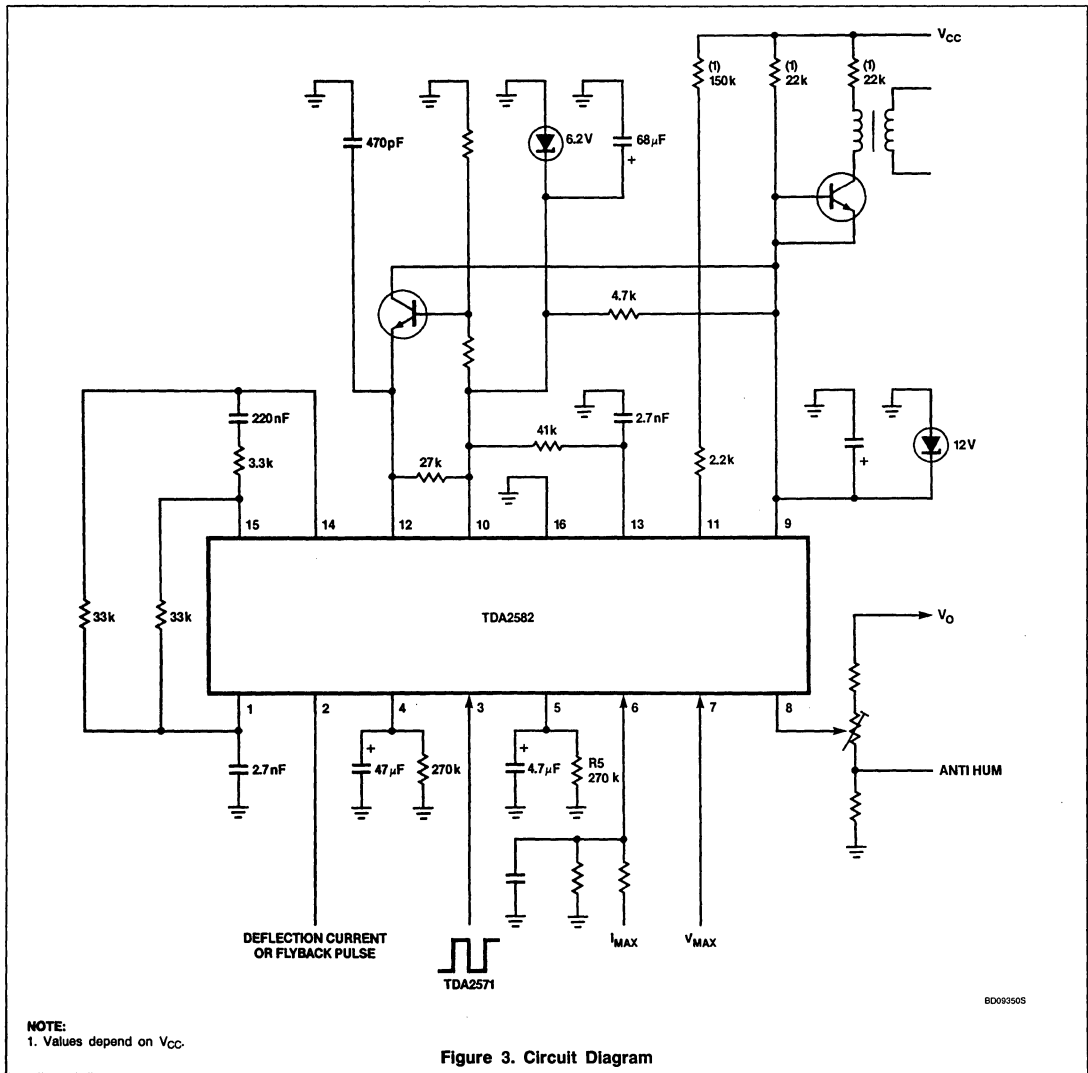 VCC
(1)
150k
(1)
22k
(1)
22k
470pF
6.2V
68μF
+
4.7k
220nF
3.3k
41k
2.7nF
27k
2.2k
+
12V
15 14 12 10 16 13 11 9
33k
33k
TDA2582
VO
1 2 4 3 5 6 7 8
2.7nF
+
47μF
270k
+
4.7μF
R5
270 k
ANTI HUM
DEFLECTION CURRENT
OR FLYBACK PULSE
TDA2571
IMAX
VMAX
BD09350S
NOTE:
1. Values depend on VCC.
Figure 3. Circuit Diagram